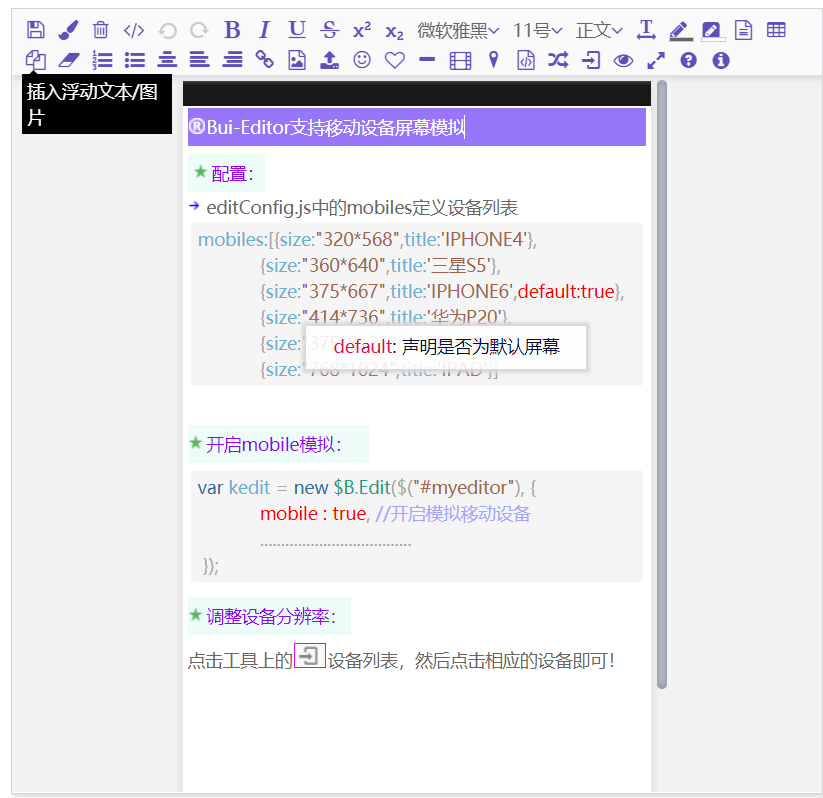 B I U S x² x₂ 微软雅黑 11号 正文 T
插入浮动文本/图
片
®Bui-Editor支持移动设备屏幕模拟
配置：
editConfig.js中的mobiles定义设备列表
mobiles:[{size:"320*568",title:'IPHONE4'},
{size:"360*640",title:'三星S5'},
{size:"375*667",title:'IPHONE6',default:true},
{size:"414*736",title:'华为P20'},
default: 声明是否为默认屏幕
{size:"375
{size:"768*1024",title:'IPAD'}]
开启mobile模拟：
var kedit = new $B.Edit($("#myeditor"), {
mobile : true, //开启模拟移动设备
....................................
});
调整设备分辨率：
点击工具上的设备列表，然后点击相应的设备即可！